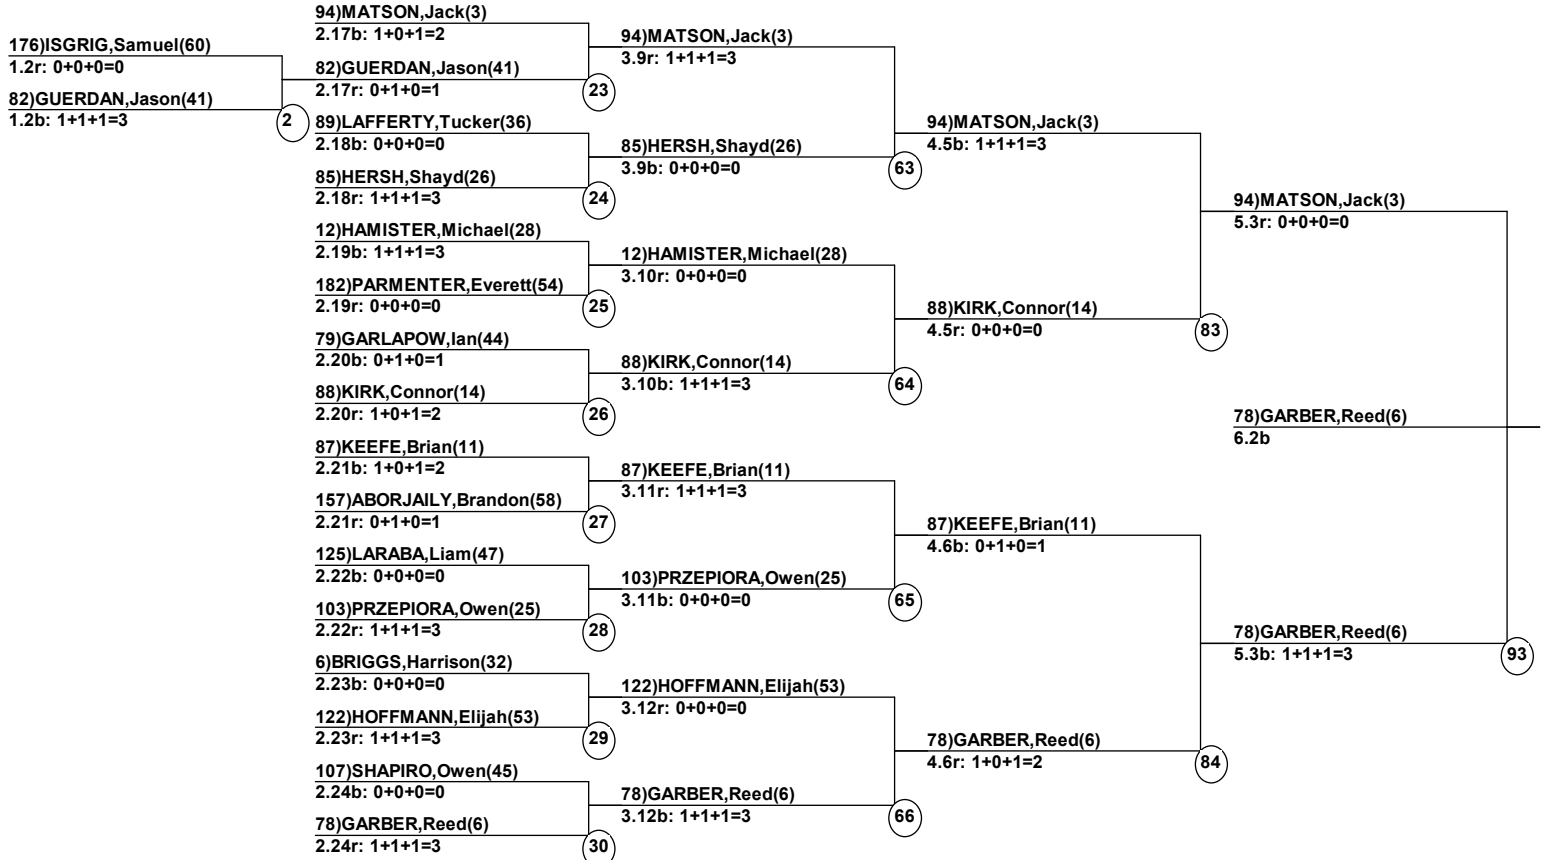 176)ISGRIG,Samuel(60)
1.2r: 0+0+0=0
82)GUERDAN,Jason(41)
1.2b: 1+1+1=3
2
94)MATSON,Jack(3)
2.17b: 1+0+1=2
82)GUERDAN,Jason(41)
2.17r: 0+1+0=1
23
89)LAFFERTY,Tucker(36)
2.18b: 0+0+0=0
85)HERSH,Shayd(26)
2.18r: 1+1+1=3
24
12)HAMISTER,Michael(28)
2.19b: 1+1+1=3
182)PARMENTER,Everett(54)
2.19r: 0+0+0=0
25
79)GARLAPOW,Ian(44)
2.20b: 0+1+0=1
88)KIRK,Connor(14)
2.20r: 1+0+1=2
26
87)KEEFE,Brian(11)
2.21b: 1+0+1=2
157)ABORJAILY,Brandon(58)
2.21r: 0+1+0=1
27
125)LARABA,Liam(47)
2.22b: 0+0+0=0
103)PRZEPIORA,Owen(25)
2.22r: 1+1+1=3
28
6)BRIGGS,Harrison(32)
2.23b: 0+0+0=0
122)HOFFMANN,Elijah(53)
2.23r: 1+1+1=3
29
107)SHAPIRO,Owen(45)
2.24b: 0+0+0=0
78)GARBER,Reed(6)
2.24r: 1+1+1=3
30
94)MATSON,Jack(3)
3.9r: 1+1+1=3
85)HERSH,Shayd(26)
3.9b: 0+0+0=0
63
12)HAMISTER,Michael(28)
3.10r: 0+0+0=0
88)KIRK,Connor(14)
3.10b: 1+1+1=3
64
87)KEEFE,Brian(11)
3.11r: 1+1+1=3
103)PRZEPIORA,Owen(25)
3.11b: 0+0+0=0
65
122)HOFFMANN,Elijah(53)
3.12r: 0+0+0=0
78)GARBER,Reed(6)
3.12b: 1+1+1=3
66
94)MATSON,Jack(3)
4.5b: 1+1+1=3
88)KIRK,Connor(14)
4.5r: 0+0+0=0
83
87)KEEFE,Brian(11)
4.6b: 0+1+0=1
78)GARBER,Reed(6)
4.6r: 1+0+1=2
84
94)MATSON,Jack(3)
5.3r: 0+0+0=0
78)GARBER,Reed(6)
6.2b
78)GARBER,Reed(6)
5.3b: 1+1+1=3
93